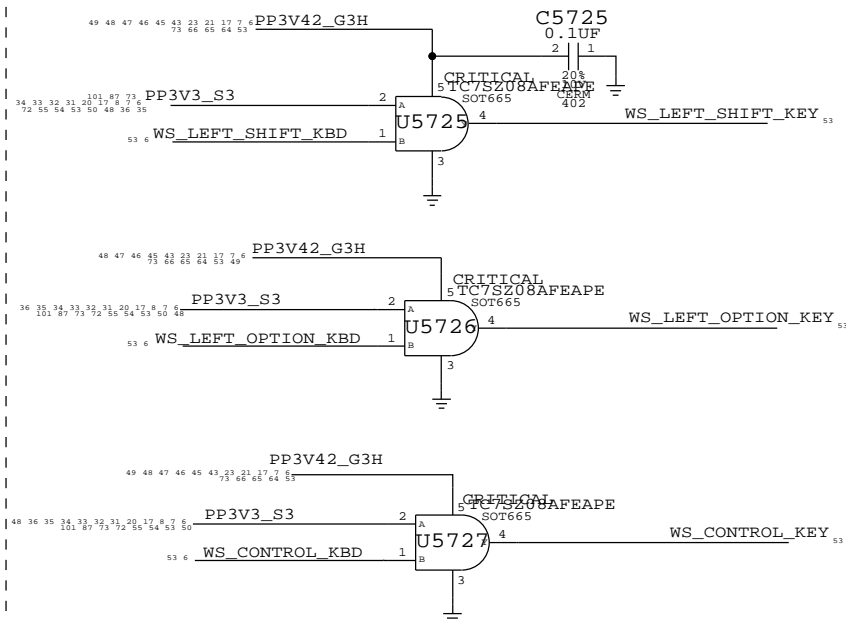 49 48 47 46 45 43 23 21 17 7 6
PP3V42_G3H
73 66 65 64 53
C5725
0.1UF
2
1
20%
CERM
402
CRITICAL
5
TC7SZ08AFEAPE
SOT665
101 87 73
PP3V3_S3
34 33 32 31 20 17 8 7 6
72 55 54 53 50 48 36 35
2
A
U5725
4
WS_LEFT_SHIFT_KEY
53
53 6
WS_LEFT_SHIFT_KBD
1
B
3
48 47 46 45 43 23 21 17 7 6
PP3V42_G3H
73 66 65 64 53 49
CRITICAL
5
TC7SZ08AFEAPE
SOT665
36 35 34 33 32 31 20 17 8 7 6
PP3V3_S3
101 87 73 72 55 54 53 50 48
2
A
U5726
4
WS_LEFT_OPTION_KEY
53
53 6
WS_LEFT_OPTION_KBD
1
B
3
PP3V42_G3H
49 48 47 46 45 43 23 21 17 7 6
73 66 65 64 53
CRITICAL
5
TC7SZ08AFEAPE
SOT665
48 36 35 34 33 32 31 20 17 8 7 6
PP3V3_S3
101 87 73 72 55 54 53 50
2
A
U5727
4
WS_CONTROL_KEY
53
53 6
WS_CONTROL_KBD
1
B
3